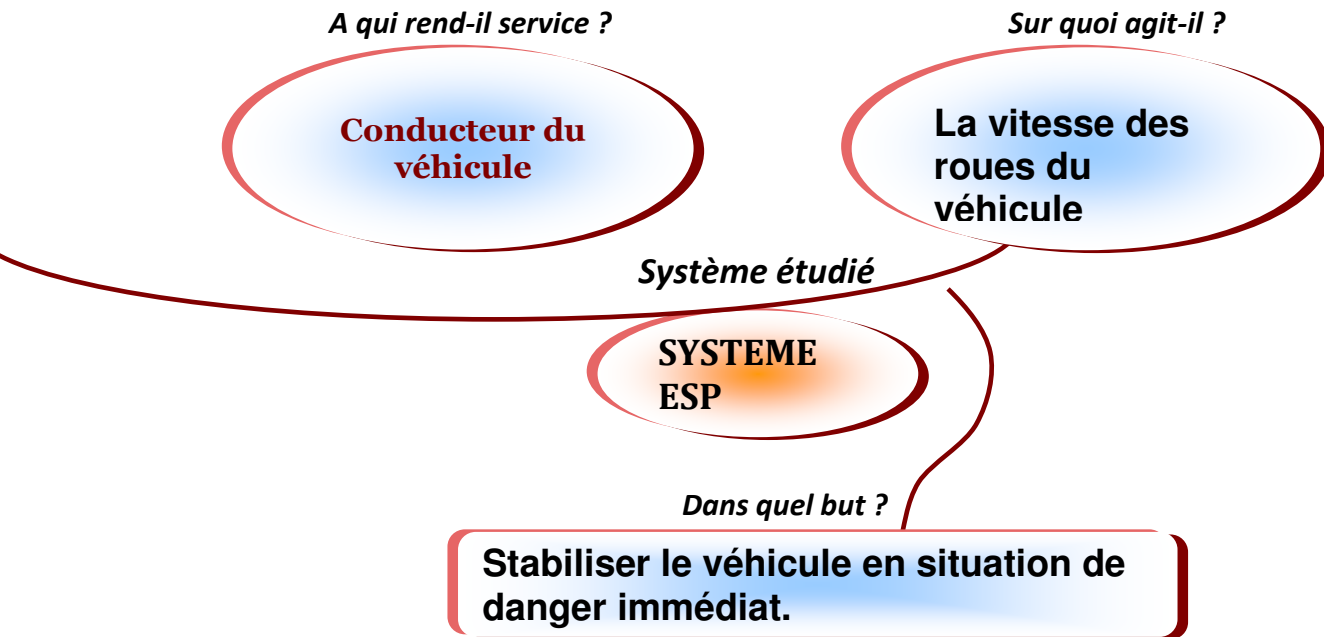 A qui rend-il service ?
Sur quoi agit-il ?
Conducteur du
véhicule
La vitesse des
roues du
véhicule
Système étudié
SYSTEME
ESP
Dans quel but ?
Stabiliser le véhicule en situation de
danger immédiat.